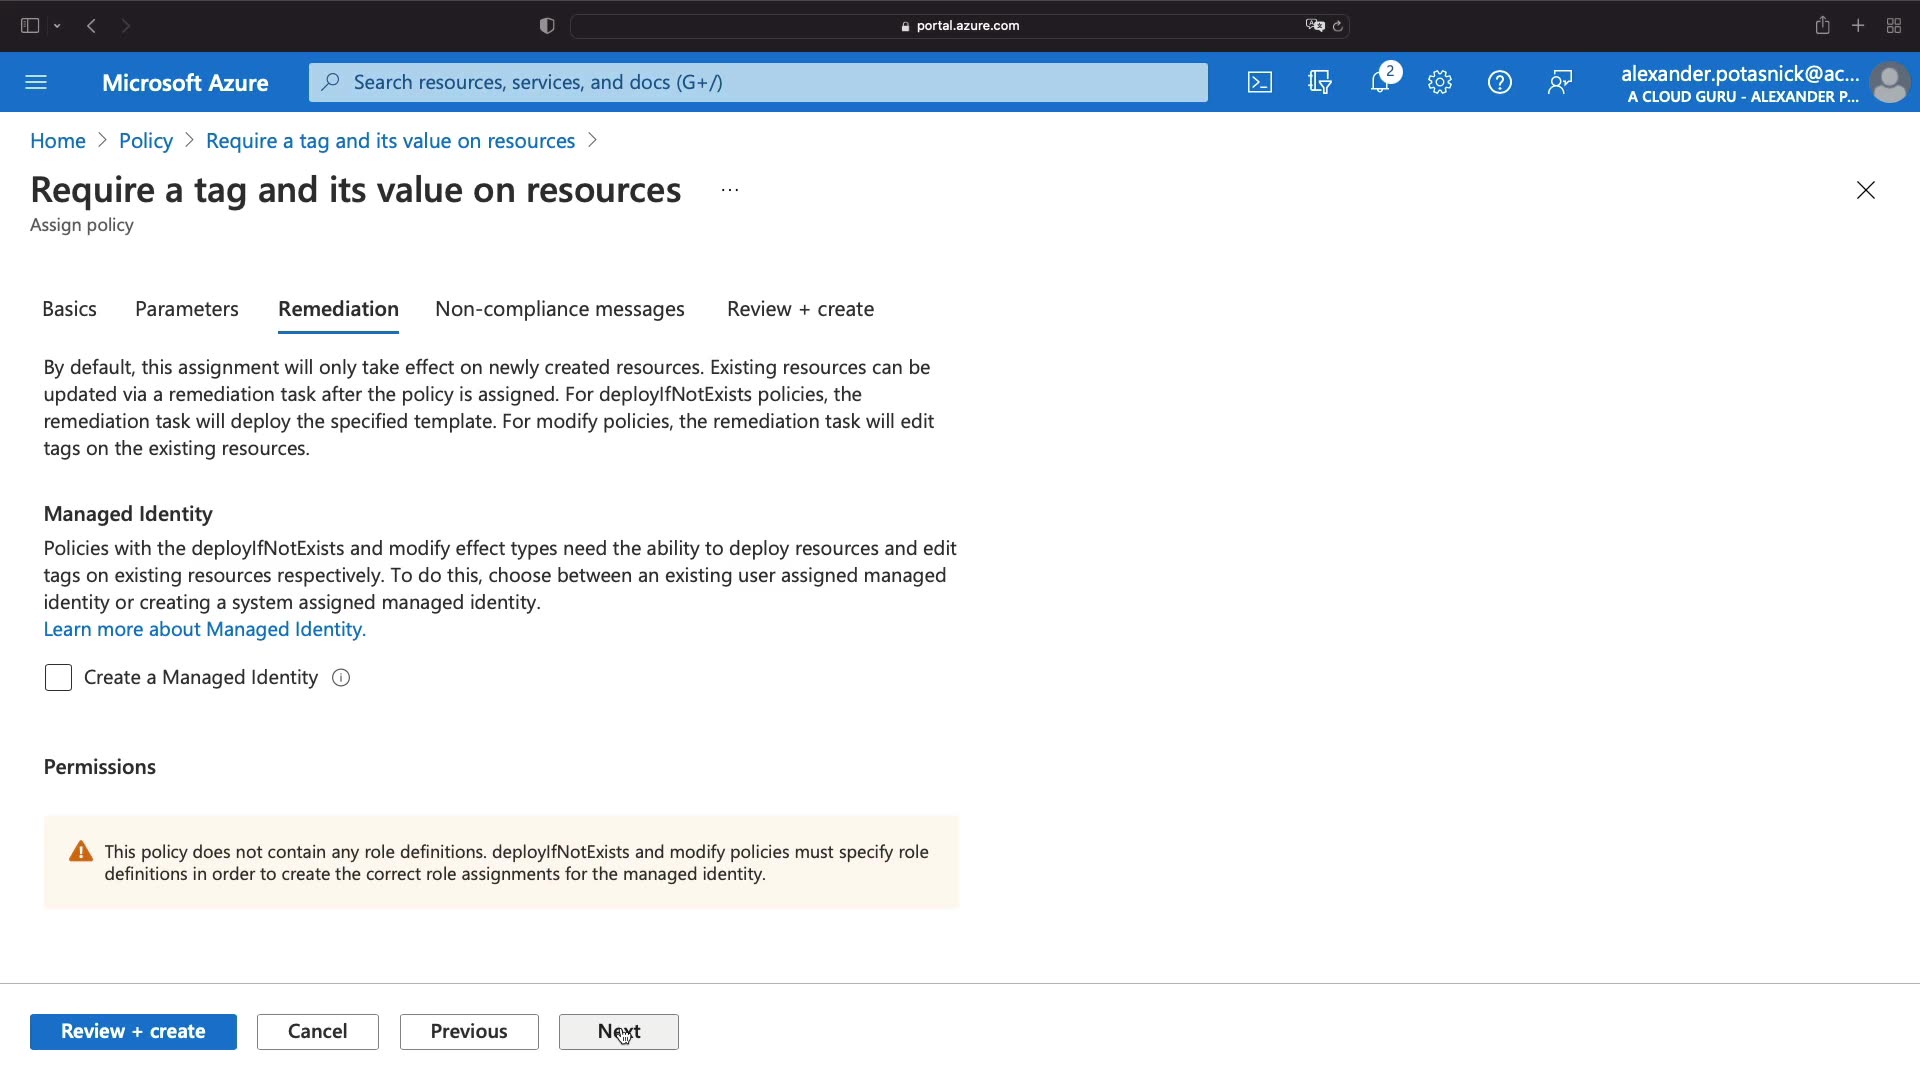 portal.azure.com
Microsoft Azure
Search resources, services, and docs (G+/)
2
alexander.potasnick@ac...
A CLOUD GURU - ALEXANDER P...
Home > Policy > Require a tag and its value on resources >
Require a tag and its value on resources ...
Assign policy
Basics Parameters Remediation Non-compliance messages Review + create
By default, this assignment will only take effect on newly created resources. Existing resources can be
updated via a remediation task after the policy is assigned. For deployIfNotExists policies, the
remediation task will deploy the specified template. For modify policies, the remediation task will edit
tags on the existing resources.
Managed Identity
Policies with the deployIfNotExists and modify effect types need the ability to deploy resources and edit
tags on existing resources respectively. To do this, choose between an existing user assigned managed
identity or creating a system assigned managed identity.
Learn more about Managed Identity.
Create a Managed Identity
Permissions
This policy does not contain any role definitions. deployIfNotExists and modify policies must specify role
definitions in order to create the correct role assignments for the managed identity.
Review + create Cancel Previous Next